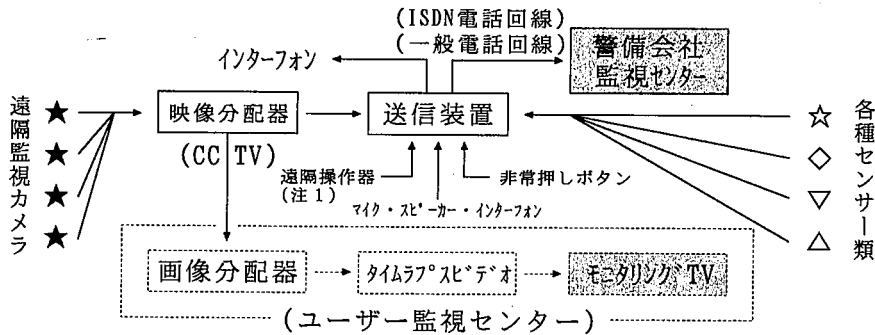 (ISDN電話回線)
(一般電話回線)
インターフォン
警備会社
監視センター
遠隔監視カメラ
映像分配器
(CCTV)
送信装置
各種センサー類
遠隔操作器
(注1)
非常押しボタン
マイク・スピーカー・インターフォン
画像分配器
タイムラプスビデオ
モニタリングTV
(ユーザー監視センター)